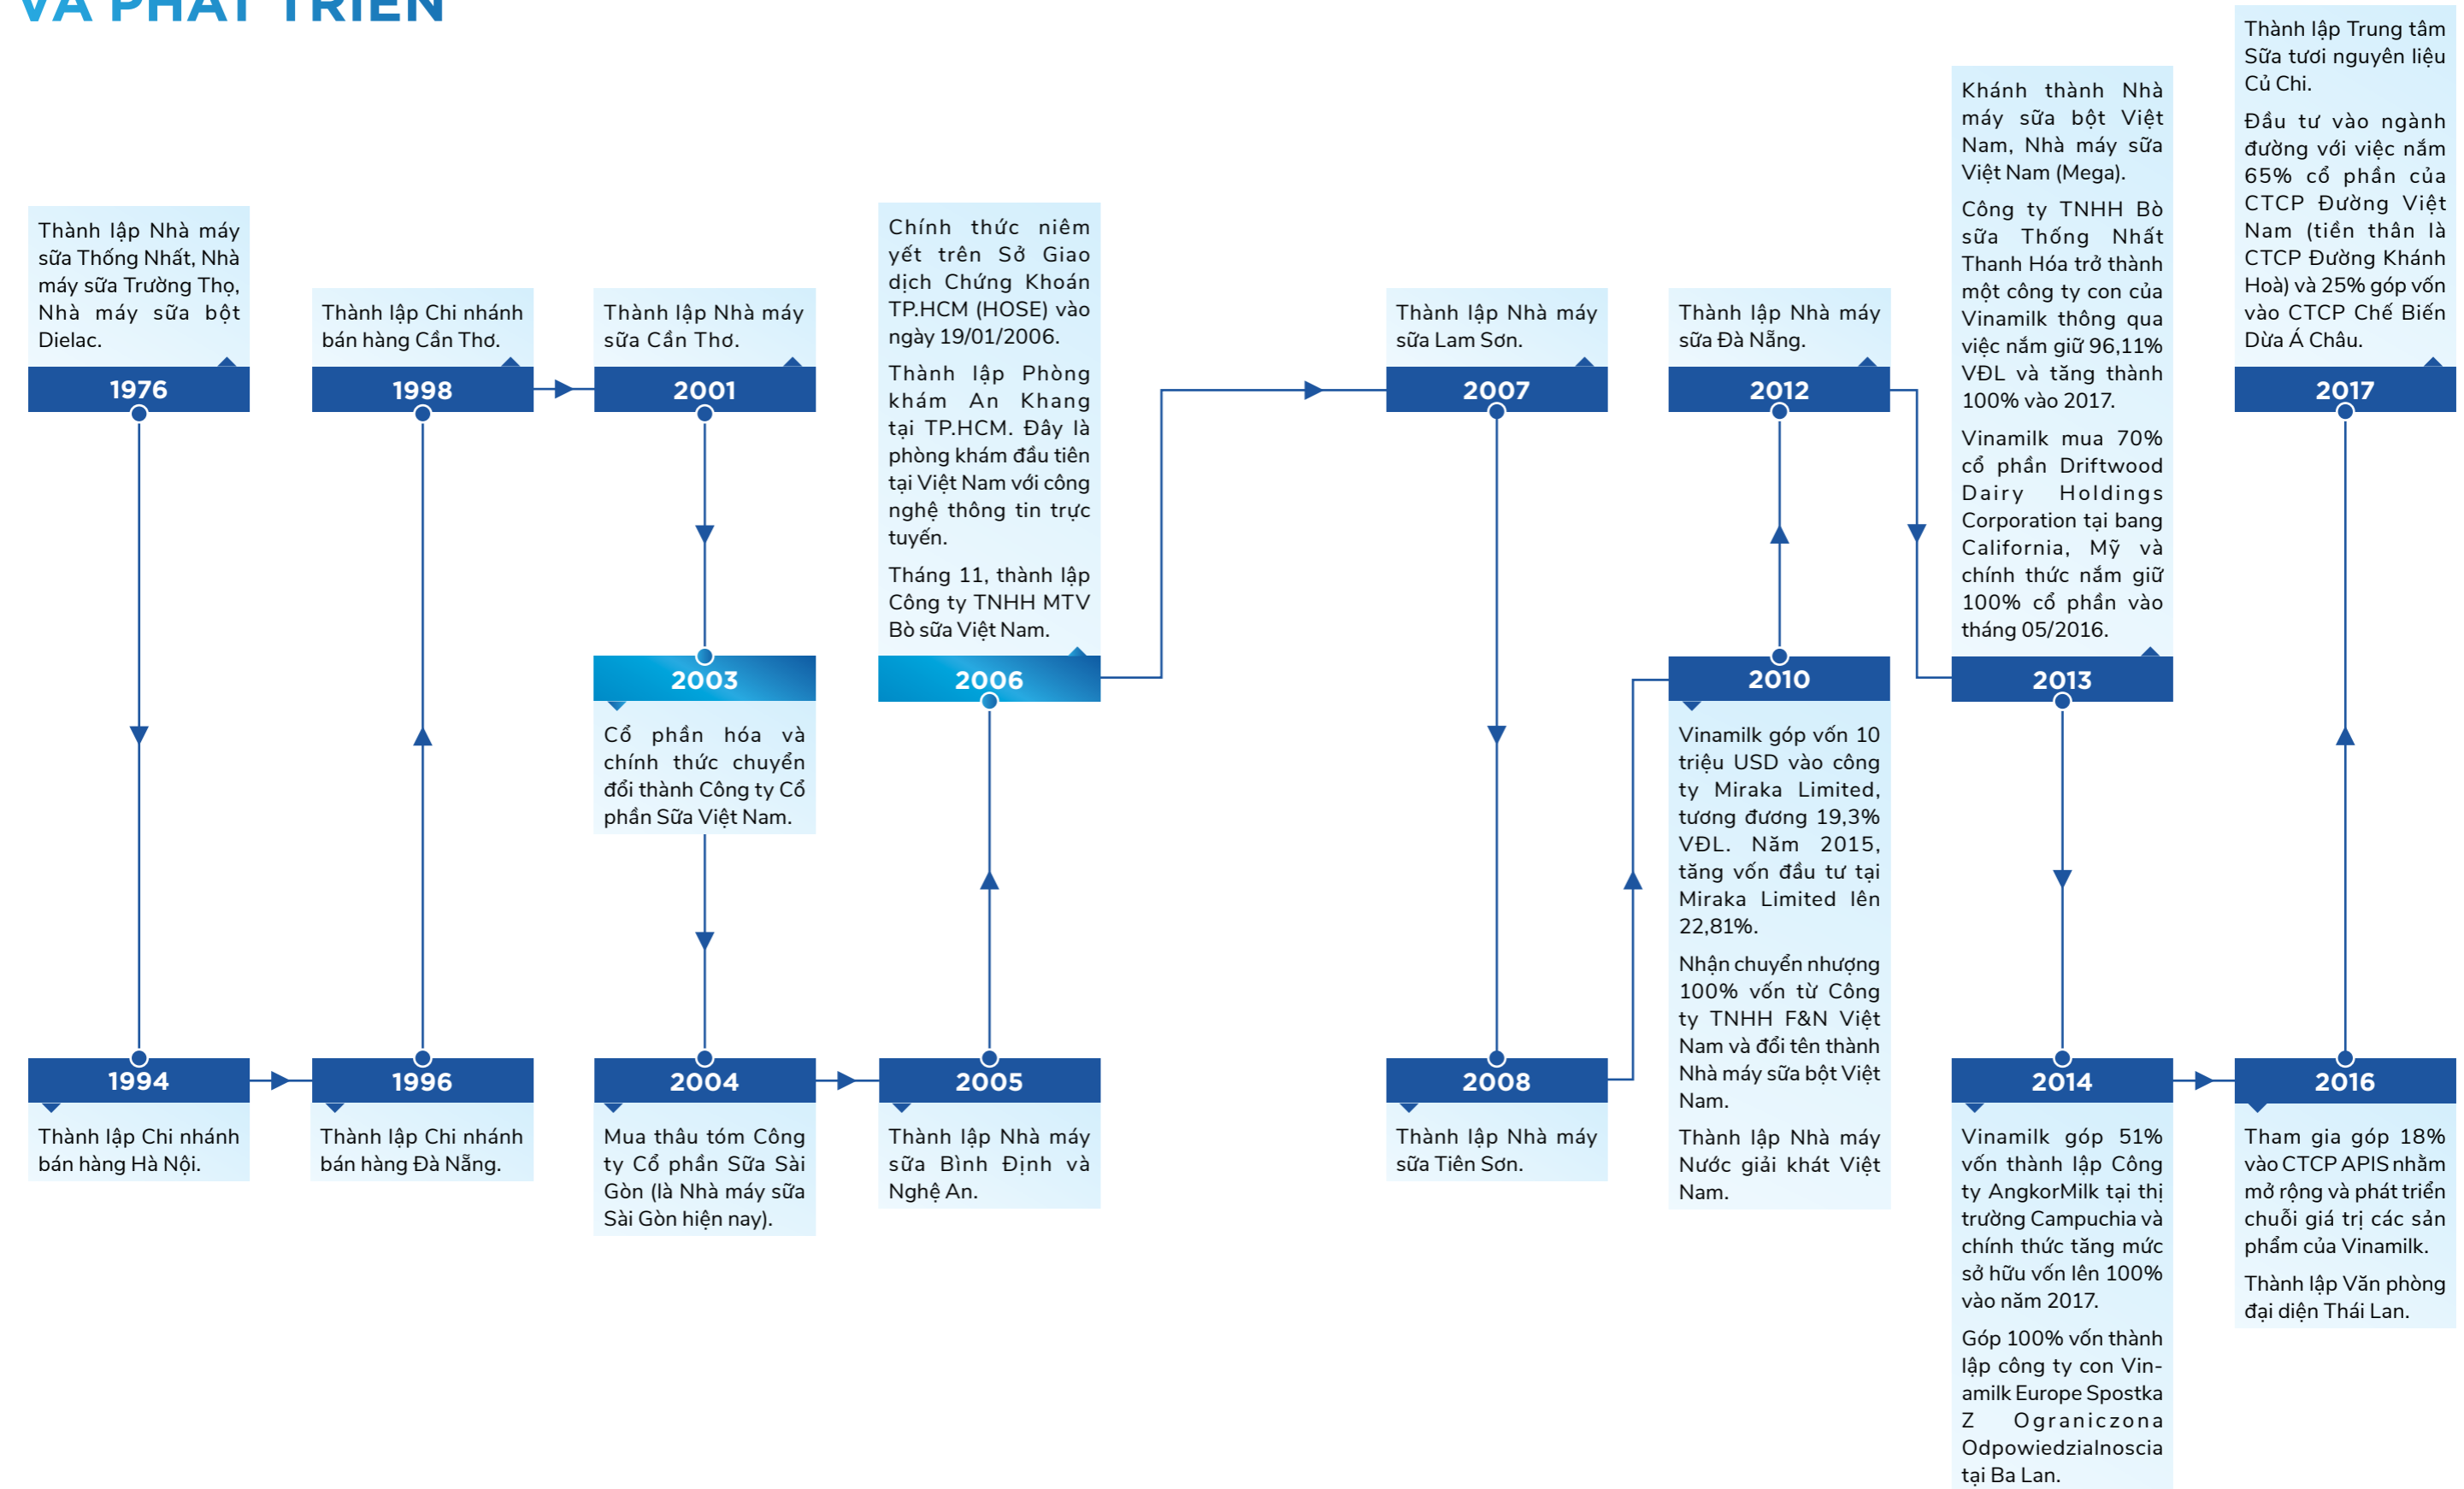 VÀ PHÁT TRIỂN
Thành lập Nhà máy
sữa Thống Nhất, Nhà
máy sữa Trường Thọ,
Nhà máy sữa bột
Dielac.
1976
1994
Thành lập Chi nhánh
bán hàng Hà Nội.
1996
Thành lập Chi nhánh
bán hàng Đà Nẵng.
Thành lập Chi nhánh
bán hàng Cần Thơ.
1998
Thành lập Nhà máy
sữa Cần Thơ.
2001
2003
Cổ phần hóa và
chính thức chuyển
đổi thành Công ty Cổ
phần Sữa Việt Nam.
2004
Mua thâu tóm Công
ty Cổ phần Sữa Sài
Gòn (là Nhà máy sữa
Sài Gòn hiện nay).
2005
Thành lập Nhà máy
sữa Bình Định và
Nghệ An.
Chính thức niêm
yết trên Sở Giao
dịch Chứng Khoán
TP.HCM (HOSE) vào
ngày 19/01/2006.
Thành lập Phòng
khám An Khang
tại TP.HCM. Đây là
phòng khám đầu tiên
tại Việt Nam với công
nghệ thông tin trực
tuyến.
Tháng 11, thành lập
Công ty TNHH MTV
Bò sữa Việt Nam.
2006
Thành lập Nhà máy
sữa Lam Sơn.
2007
2008
Thành lập Nhà máy
sữa Tiên Sơn.
2010
Vinamilk góp vốn 10
triệu USD vào công
ty Miraka Limited,
tương đương 19,3%
VĐL. Năm 2015,
tăng vốn đầu tư tại
Miraka Limited lên
22,81%.
Nhận chuyển nhượng
100% vốn từ Công
ty TNHH F&N Việt
Nam và đổi tên thành
Nhà máy sữa bột Việt
Nam.
Thành lập Nhà máy
Nước giải khát Việt
Nam.
Thành lập Nhà máy
sữa Đà Nẵng.
2012
Khánh thành Nhà
máy sữa bột Việt
Nam, Nhà máy sữa
Việt Nam (Mega).
Công ty TNHH Bò
sữa Thống Nhất
Thanh Hóa trở thành
một công ty con của
Vinamilk thông qua
việc nắm giữ 96,11%
VĐL và tăng thành
100% vào 2017.
Vinamilk mua 70%
cổ phần Driftwood
Dairy Holdings
Corporation tại bang
California, Mỹ và
chính thức nắm giữ
100% cổ phần vào
tháng 05/2016.
2013
2014
Vinamilk góp 51%
vốn thành lập Công
ty AngkorMilk tại thị
trường Campuchia và
chính thức tăng mức
sở hữu vốn lên 100%
vào năm 2017.
Góp 100% vốn thành
lập công ty con Vin-
amilk Europe Spostka
Z Ograniczona
Odpowiedzialnoscia
tại Ba Lan.
2016
Tham gia góp 18%
vào CTCP APIS nhằm
mở rộng và phát triển
chuỗi giá trị các sản
phẩm của Vinamilk.
Thành lập Văn phòng
đại diện Thái Lan.
Thành lập Trung tâm
Sữa tươi nguyên liệu
Củ Chi.
Đầu tư vào ngành
đường với việc nắm
65% cổ phần của
CTCP Đường Việt
Nam (tiền thân là
CTCP Đường Khánh
Hoà) và 25% góp vốn
vào CTCP Chế Biến
Dừa Á Châu.
2017